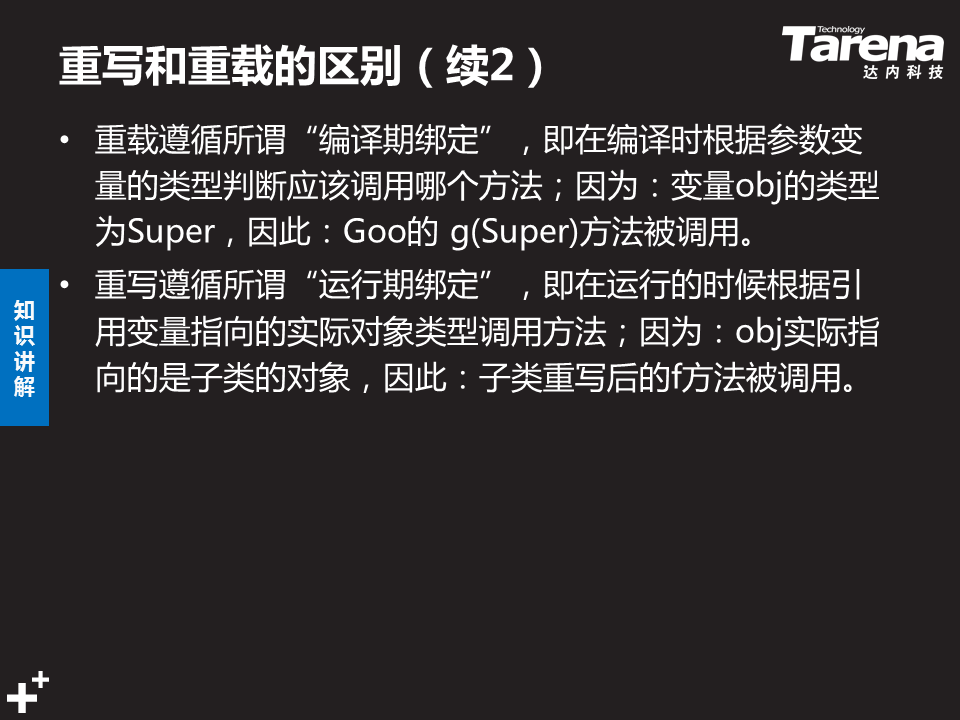 重写和重载的区别（续2）
Technology
Tarena
达内科技
• 重载遵循所谓“编译期绑定”，即在编译时根据参数变
量的类型判断应该调用哪个方法；因为：变量obj的类型
为Super，因此：Goo的 g(Super)方法被调用。
• 重写遵循所谓“运行期绑定”，即在运行的时候根据引
用变量指向的实际对象类型调用方法；因为：obj实际指
向的是子类的对象，因此：子类重写后的f方法被调用。
知
识
讲
解